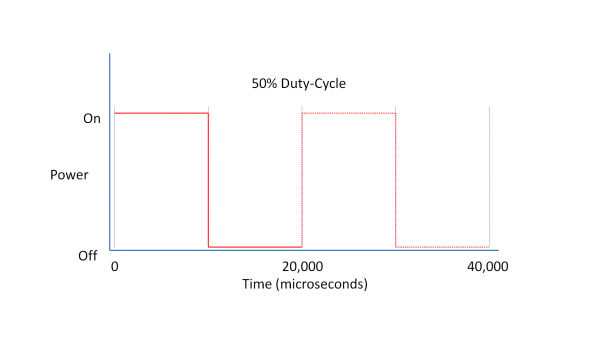 50% Duty-Cycle
On
Power
Off
0 20,000 40,000
Time (microseconds)